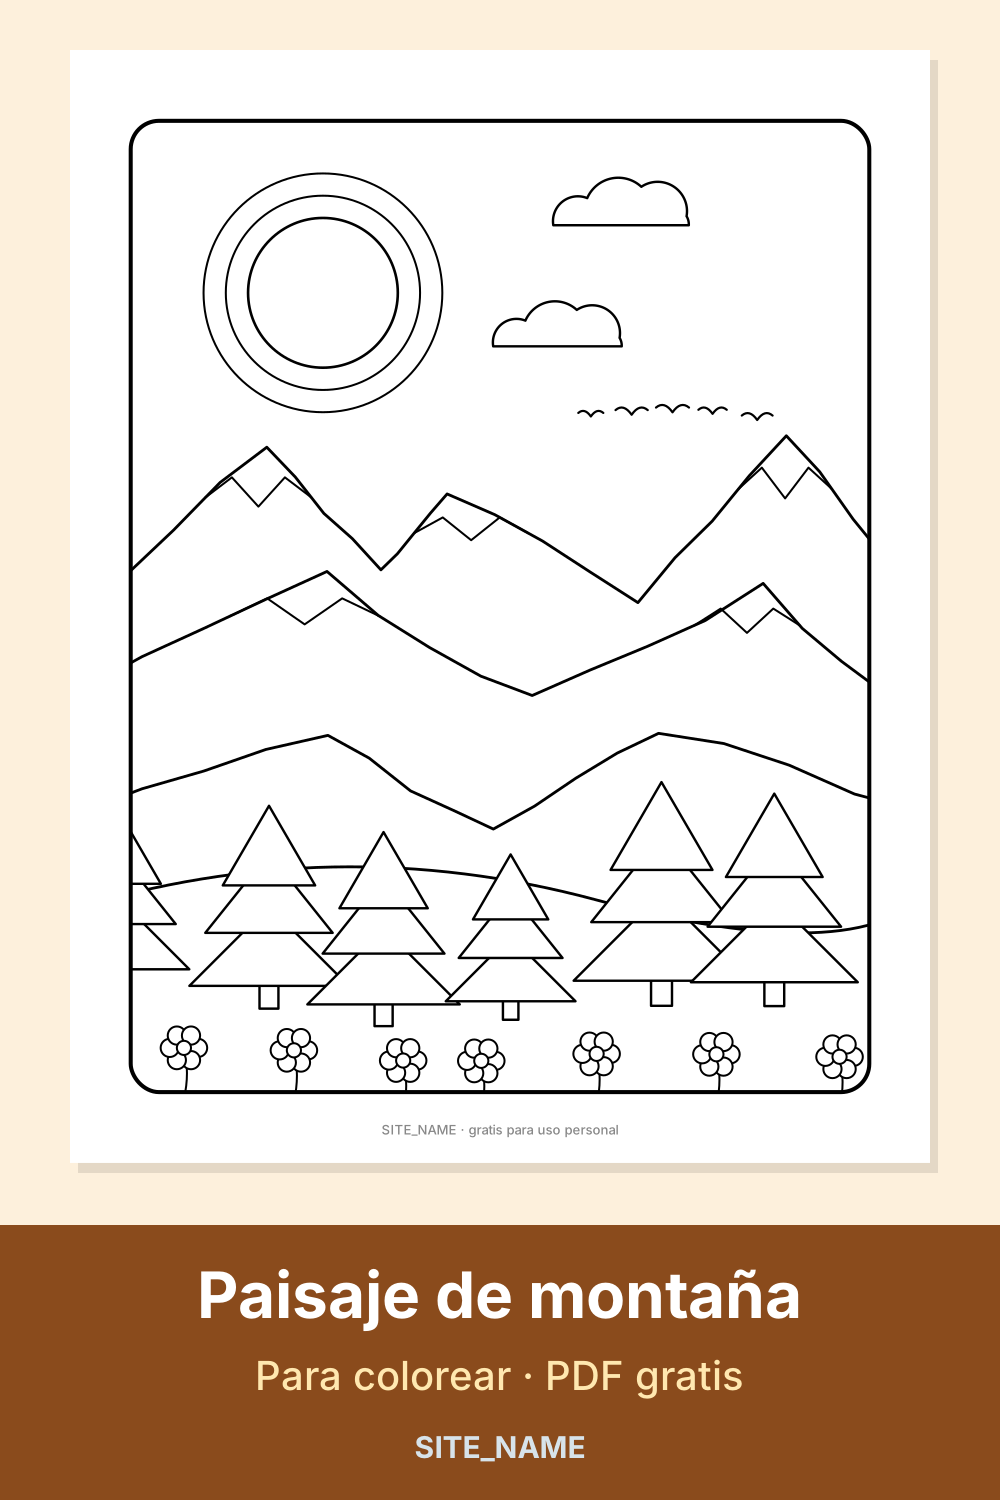 SITE_NAME · gratis para uso personal
Paisaje de montaña
Para colorear · PDF gratis
SITE_NAME